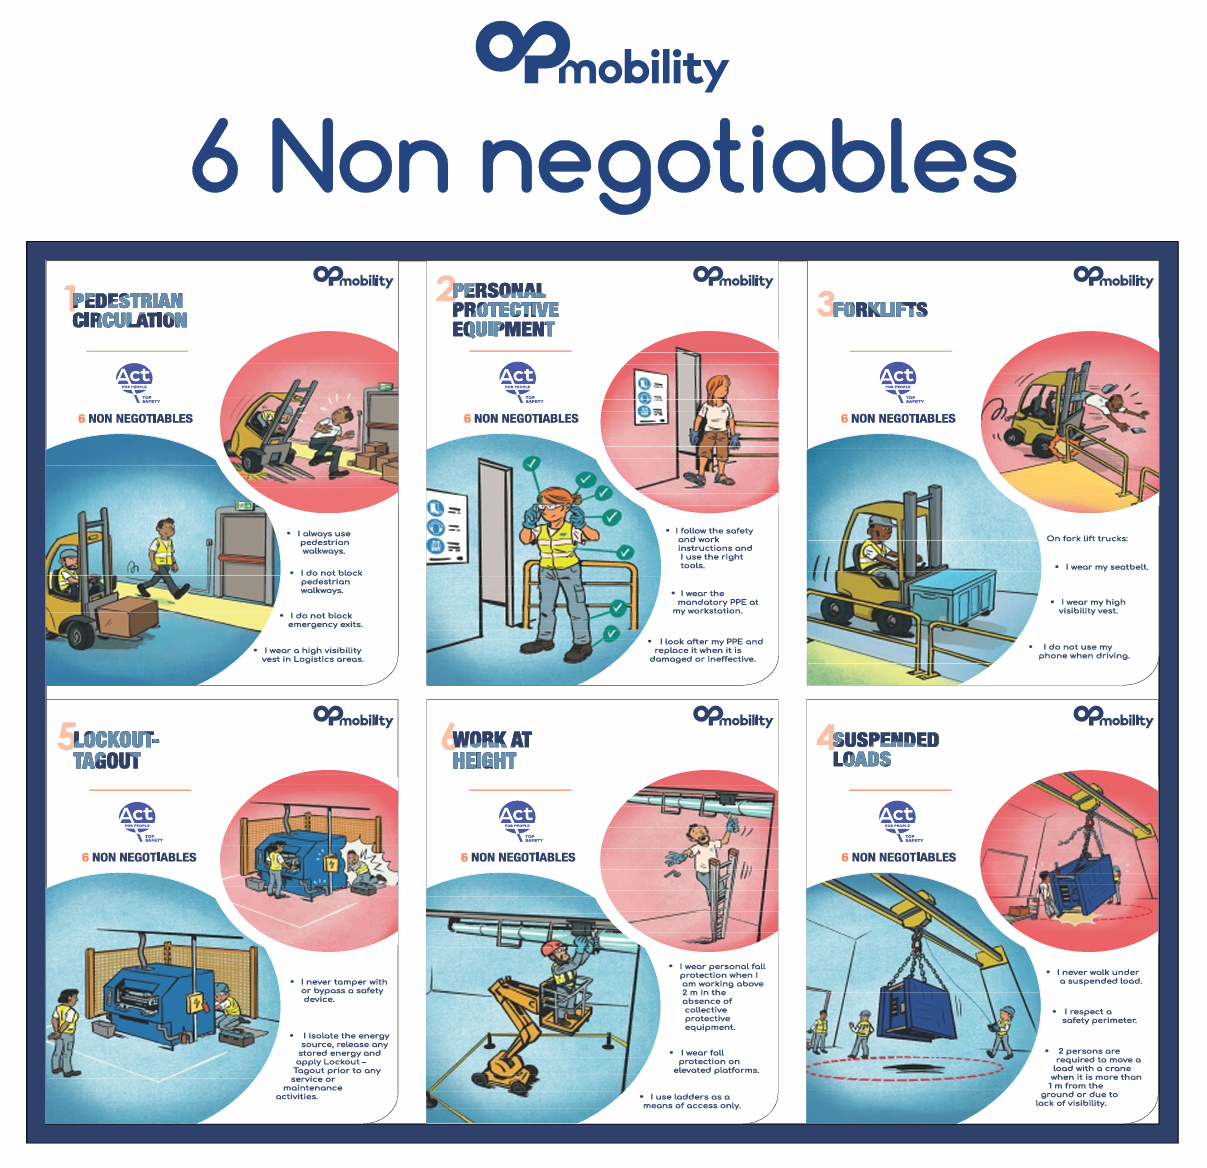 OPmobility
6 Non negotiables
OPmobility
1 PEDESTRIAN
CIRCULATION
Act
FOR PEOPLE
TOP
SAFETY
6 NON NEGOTIABLES
• I always use
pedestrian
walkways.
• I do not block
pedestrian
walkways.
• I do not block
emergency exits.
• I wear a high visibility
vest in Logistics areas.
OPmobility
2 PERSONAL
PROTECTIVE
EQUIPMENT
Act
FOR PEOPLE
TOP
SAFETY
6 NON NEGOTIABLES
• I follow the safety
and work
instructions and
I use the right
tools.
• I wear the
mandatory PPE at
my workstation.
• I look after my PPE and
replace it when it is
damaged or ineffective.
OPmobility
3 FORKLIFTS
Act
FOR PEOPLE
TOP
SAFETY
6 NON NEGOTIABLES
On fork lift trucks:
• I wear my seatbelt.
• I wear my high
visibility vest.
• I do not use my
phone when driving.
OPmobility
5 LOCKOUT-
TAGOUT
Act
FOR PEOPLE
TOP
SAFETY
6 NON NEGOTIABLES
• I never tamper with
or bypass a safety
device.
• I isolate the energy
source, release any
stored energy and
apply Lockout –
Tagout prior to any
service or
maintenance
activities.
OPmobility
6 WORK AT
HEIGHT
Act
FOR PEOPLE
TOP
SAFETY
6 NON NEGOTIABLES
• I wear personal fall
protection when I
am working above
2 m in the
absence of
collective
protective
equipment.
• I wear fall
protection on
elevated platforms.
• I use ladders as a
means of access only.
OPmobility
4 SUSPENDED
LOADS
Act
FOR PEOPLE
TOP
SAFETY
6 NON NEGOTIABLES
• I never walk under
a suspended load.
• I respect a
safety perimeter.
• 2 persons are
required to move a
load with a crane
when it is more than
1 m from the
ground or due to
lack of visibility.